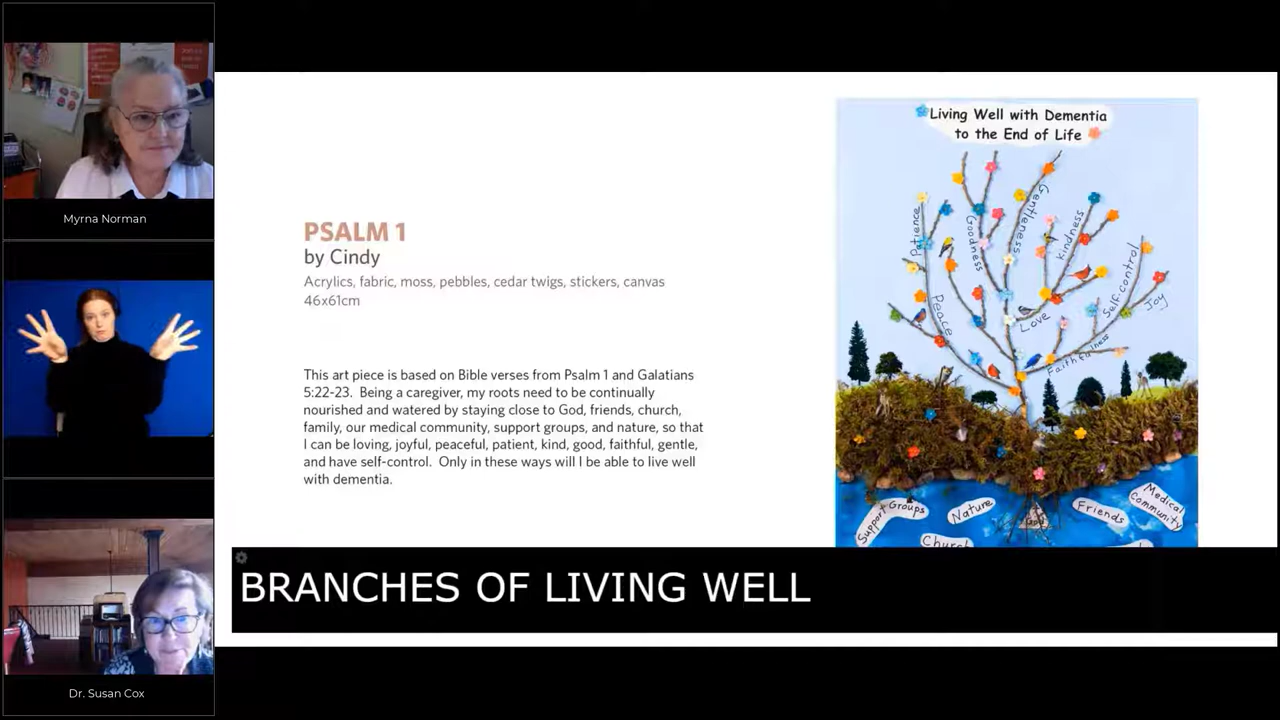 Myrna Norman
Dr. Susan Cox
PSALM 1
by Cindy
Acrylics, fabric, moss, pebbles, cedar twigs, stickers, canvas
46x61cm
This art piece is based on Bible verses from Psalm 1 and Galatians
5:22-23. Being a caregiver, my roots need to be continually
nourished and watered by staying close to God, friends, church,
family, our medical community, support groups, and nature, so that
I can be loving, joyful, peaceful, patient, kind, good, faithful, gentle,
and have self-control. Only in these ways will I be able to live well
with dementia.
Living Well with Dementia
to the End of Life
Patience
Goodness
Gentleness
Kindness
Self-control
Joy
Peace
Love
Faithfulness
Support Groups
Nature
God
Friends
Medical
Community
Church
BRANCHES OF LIVING WELL